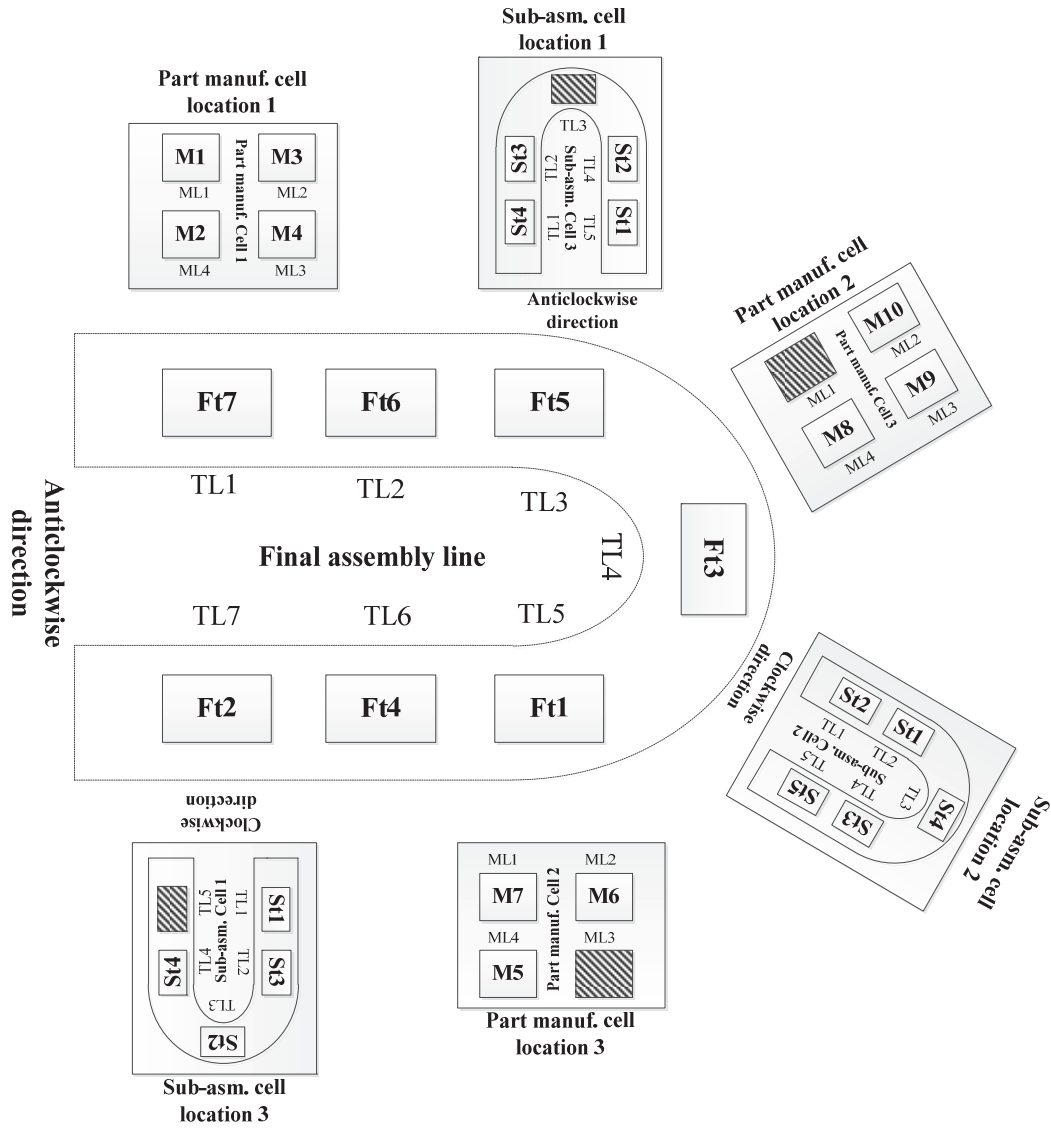 Sub-asm. cell
location 1
Part manuf. cell
location 1
M1
M3
ML1
ML2
Part manuf. Cell 1
M2
M4
ML4
ML3
TL3
St3
TL2
Sub-asm. Cell 3
TL4
St2
St4
TL1
TL5
St1
Anticlockwise
direction
Part manuf. cell
location 2
M10
ML2
ML1
Part manuf. Cell 3
M9
ML3
M8
ML4
Ft7
Ft6
Ft5
TL1
TL2
TL3
Anticlockwise
direction
Final assembly line
TL4
Ft3
TL7
TL6
TL5
Ft2
Ft4
Ft1
Clockwise
direction
St2
St1
TL1
TL2
Sub-asm. Cell 2
TL5
TL4
TL3
St5
St3
St4
Sub-asm. cell
location 2
Clockwise
direction
TL5
Sub-asm. Cell 1
TL1
St1
St4
TL4
TL2
St3
TL3
St2
Sub-asm. cell
location 3
ML1
ML2
M7
M6
Part manuf. Cell 2
ML4
ML3
M5
Part manuf. cell
location 3